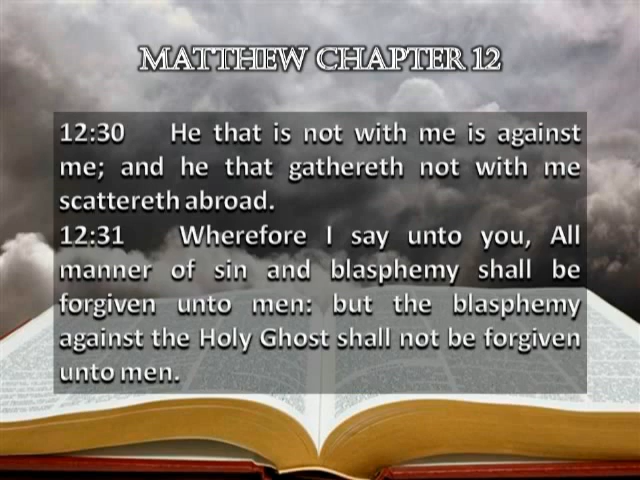 MATTHEW CHAPTER 12
12:30 He that is not with me is against
me; and he that gathereth not with me
scattereth abroad.
12:31 Wherefore I say unto you, All
manner of sin and blasphemy shall be
forgiven unto men: but the blasphemy
against the Holy Ghost shall not be forgiven
unto men.